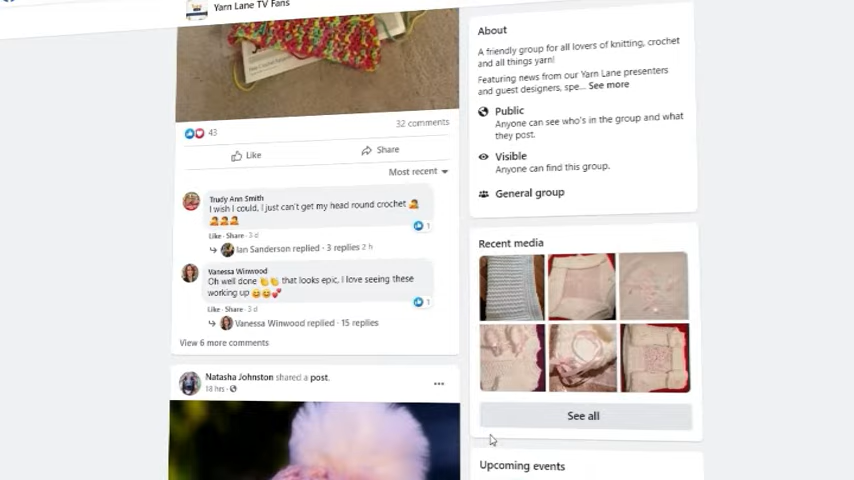 Yarn Lane TV Fans
43
32 comments
Like
Share
Most recent
Trudy Ann Smith
I wish I could, I just can't get my head round crochet 🤦
🤦🤦🤦
1
Like · Share · 3 d
Ian Sanderson replied · 3 replies 2 h
Vanessa Winwood
Oh well done 👏👏 that looks epic, I love seeing these
working up 😄😄💕
1
Like · Share · 3 d
Vanessa Winwood replied · 15 replies
View 6 more comments
Natasha Johnston shared a post.
18 hrs ·
About
A friendly group for all lovers of knitting, crochet
and all things yarn!
Featuring news from our Yarn Lane presenters
and guest designers, spe... See more
Public
Anyone can see who's in the group and what
they post.
Visible
Anyone can find this group.
General group
Recent media
See all
Upcoming events